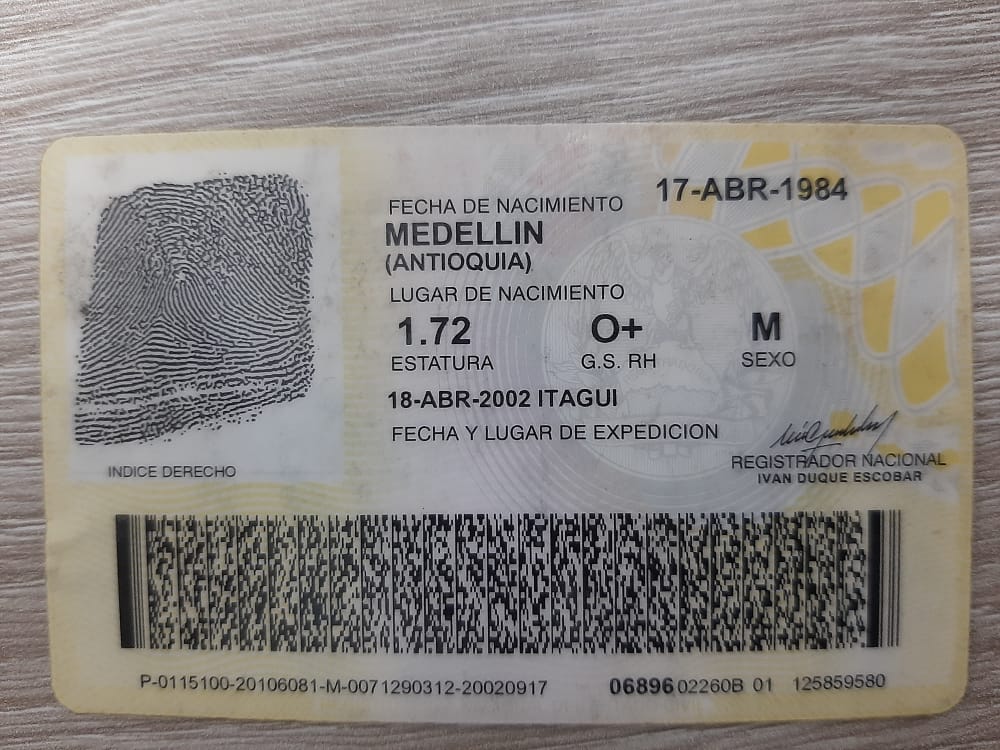 17-ABR-1984
FECHA DE NACIMIENTO
MEDELLIN
(ANTIOQUIA)
LUGAR DE NACIMIENTO
1.72 O+ M
ESTATURA G.S. RH SEXO
18-ABR-2002 ITAGUI
FECHA Y LUGAR DE EXPEDICION
REGISTRADOR NACIONAL
IVAN DUQUE ESCOBAR
INDICE DERECHO
P-0115100-20106081-M-0071290312-20020917 06896 02260B 01 125859580